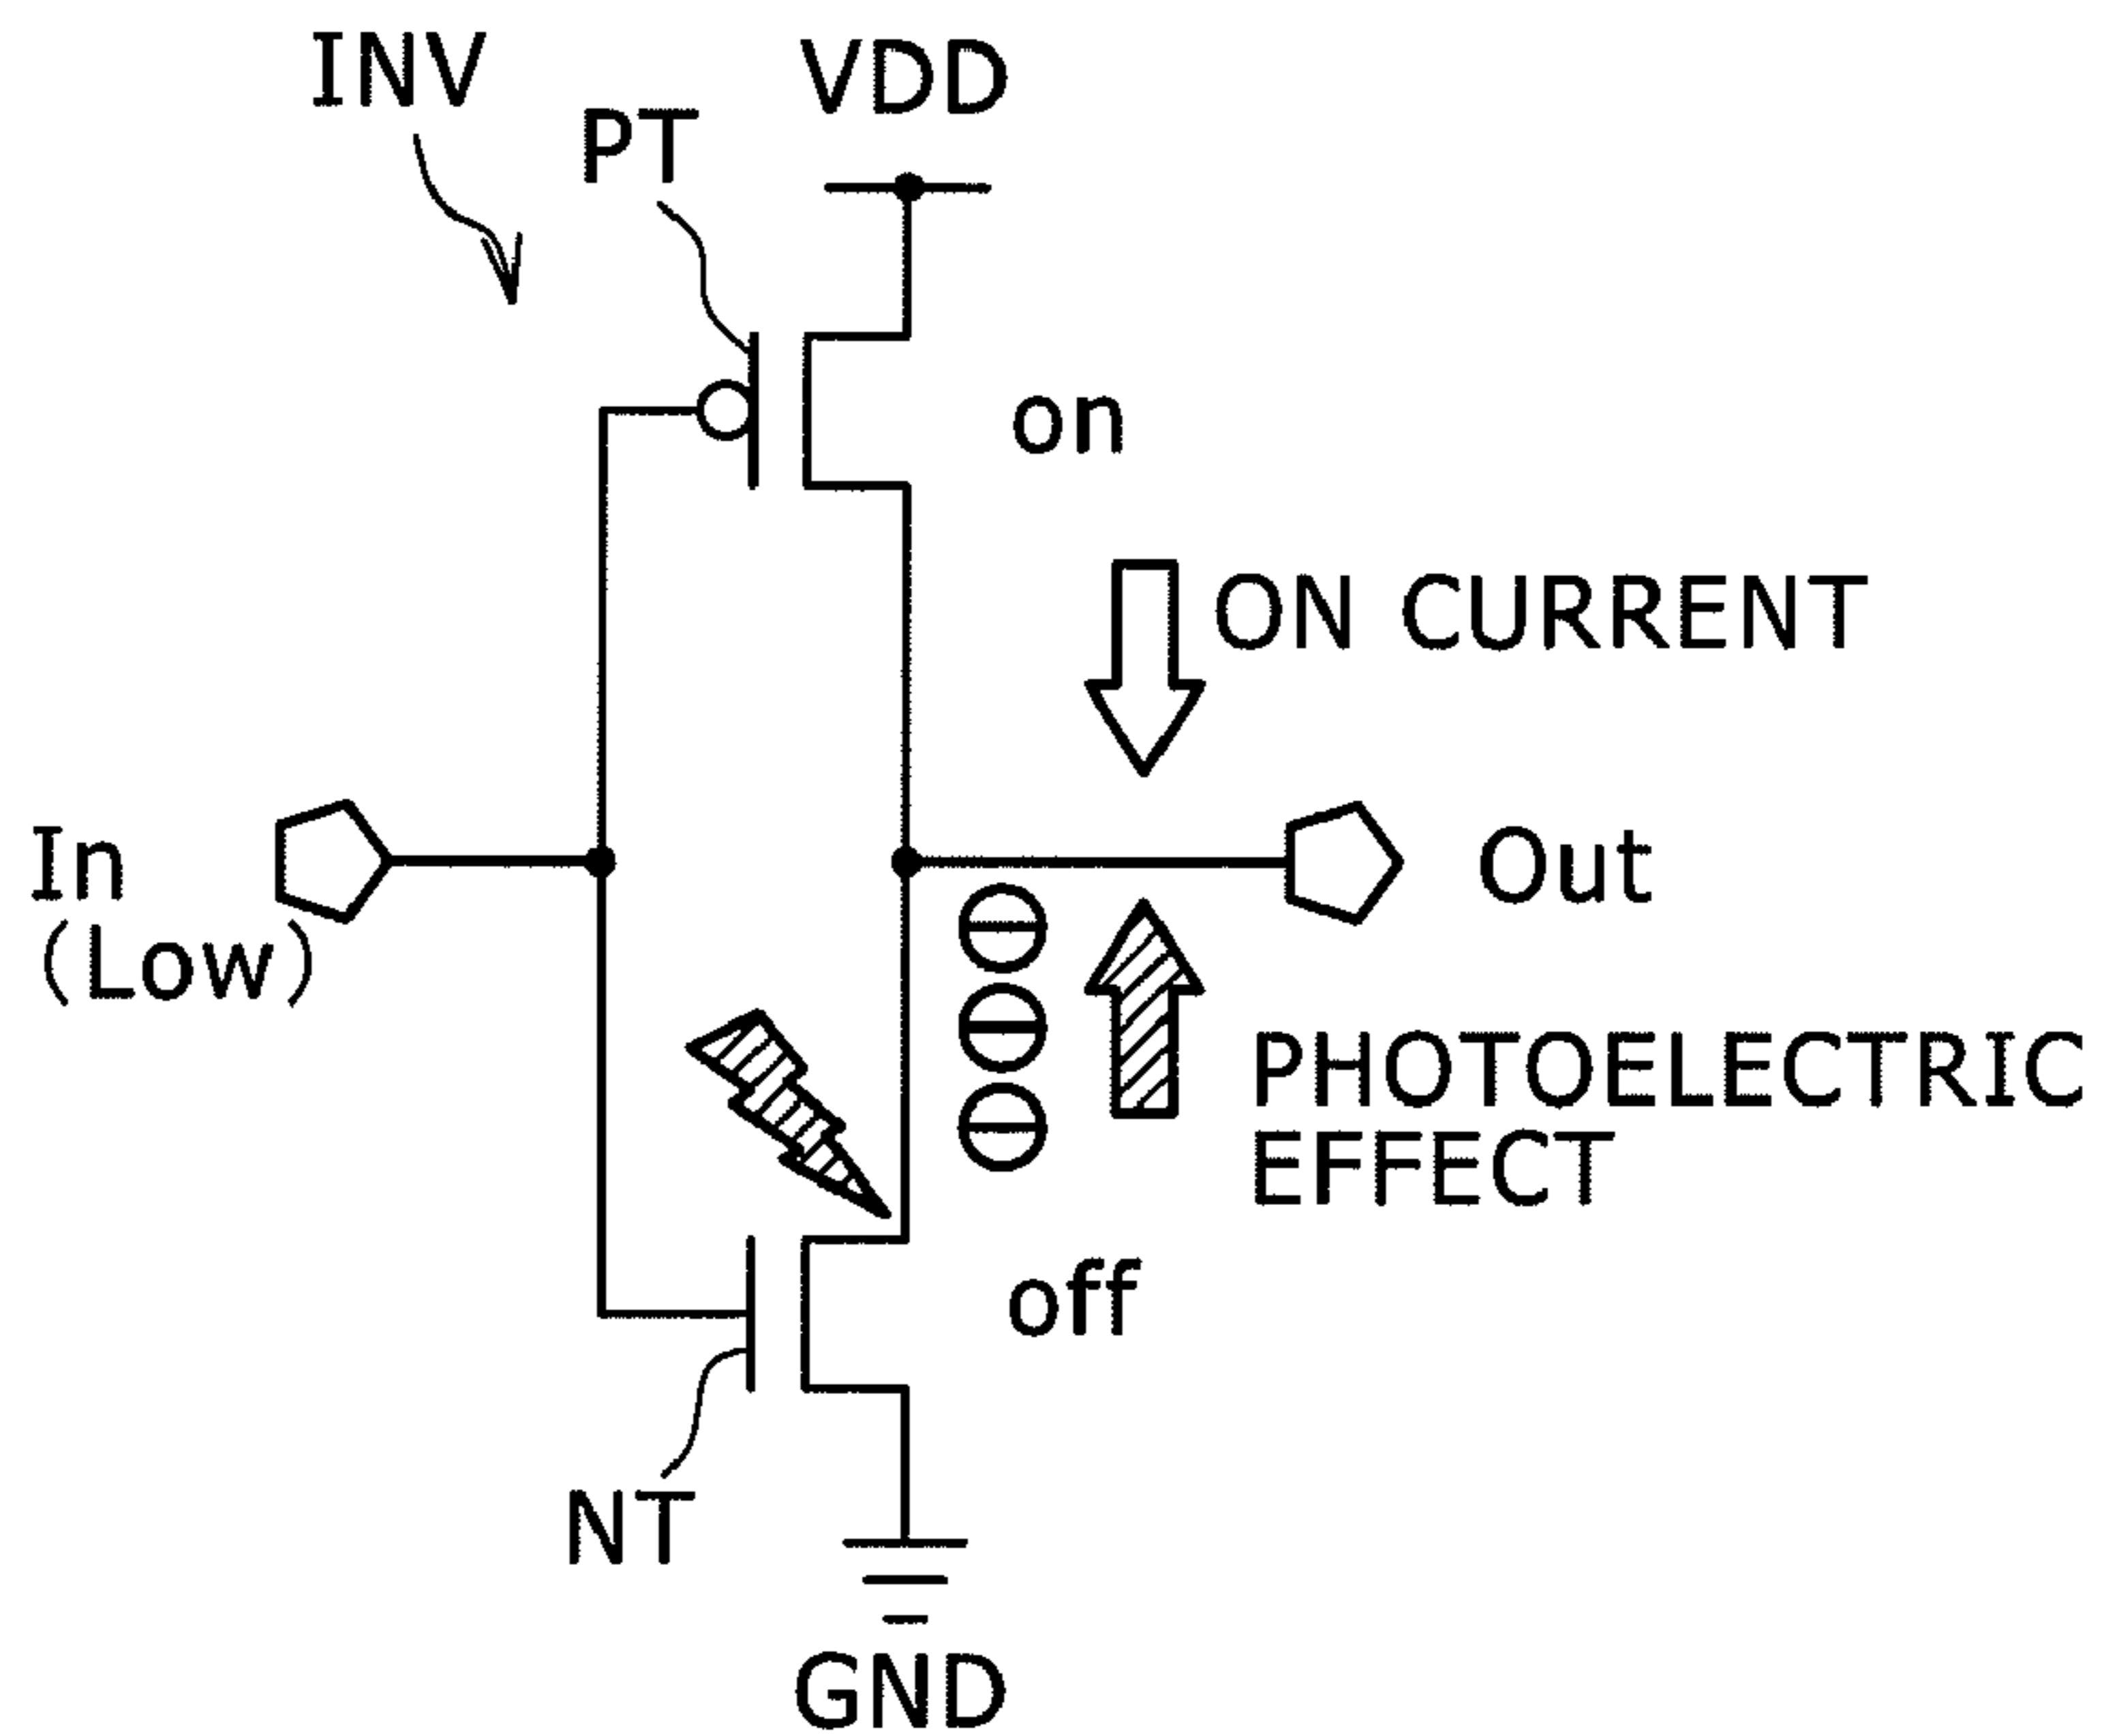 INV
VDD
PT
on
ON CURRENT
In
(Low)
Out
PHOTOELECTRIC
EFFECT
off
NT
GND